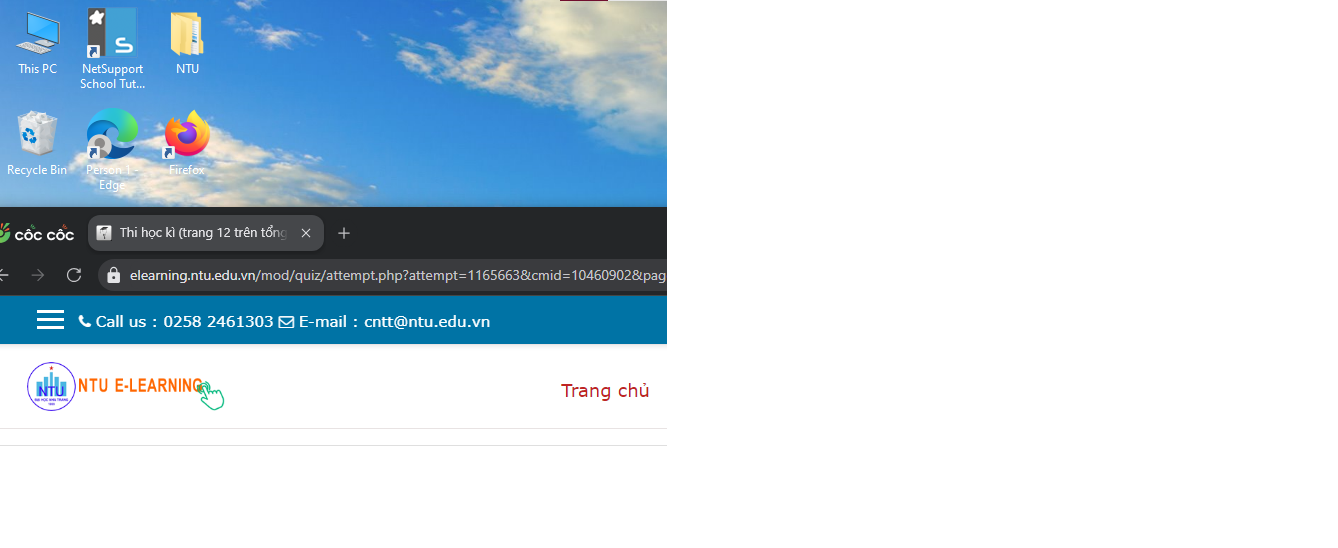 This PC
NetSupport
School Tut...
NTU
Recycle Bin
Person 1 -
Edge
Firefox
cốc cốc
Thi học kì (trang 12 trên tổng
elearning.ntu.edu.vn/mod/quiz/attempt.php?attempt=1165663&cmid=10460902&pag
Call us : 0258 2461303 E-mail : cntt@ntu.edu.vn
NTU
NTU E-LEARNING
Trang chủ